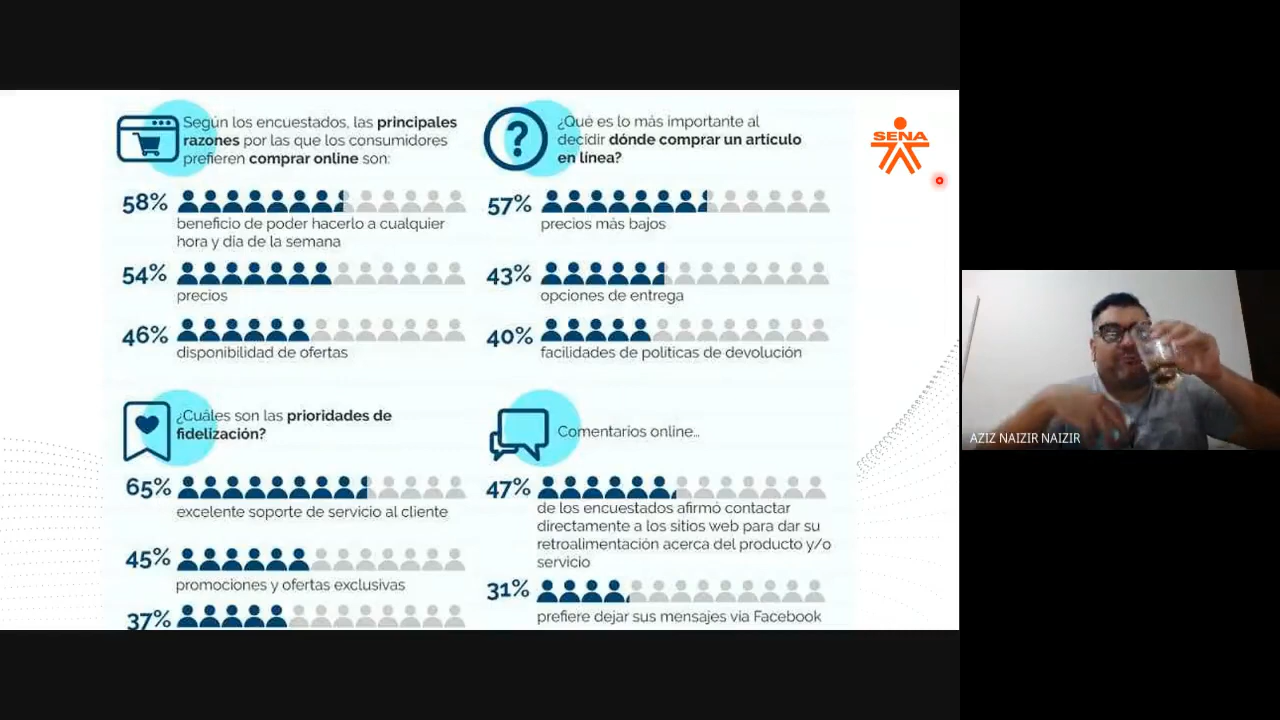 Según los encuestados, las principales
razones por las que los consumidores
prefieren comprar online son:
58%
beneficio de poder hacerlo a cualquier
hora y día de la semana
54%
precios
46%
disponibilidad de ofertas
¿Qué es lo más importante al
decidir dónde comprar un artículo
en línea?
57%
precios más bajos
43%
opciones de entrega
40%
facilidades de políticas de devolución
¿Cuáles son las prioridades de
fidelización?
65%
excelente soporte de servicio al cliente
45%
promociones y ofertas exclusivas
37%
Comentarios online...
47%
de los encuestados afirmó contactar
directamente a los sitios web para dar su
retroalimentación acerca del producto y/o
servicio
31%
prefiere dejar sus mensajes via Facebook
SENA
AZIZ NAIZIR NAIZIR